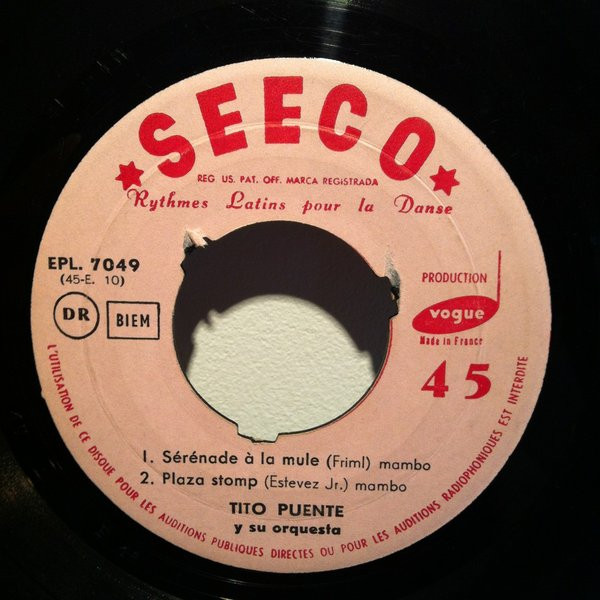 SEECO
REG. US. PAT. OFF. MARCA REGISTRADA
Rythmes Latins pour la Danse
EPL. 7049
(45-E. 10)
DR BIEM
PRODUCTION
vogue
Made in France
45
1. Sérénade à la mule (Friml) mambo
2. Plaza stomp (Estevez Jr.) mambo
TITO PUENTE
y su orquesta
L'UTILISATION DE CE DISQUE POUR LES AUDITIONS PUBLIQUES DIRECTES OU POUR LES AUDITIONS RADIOPHONIQUES EST INTERDITE